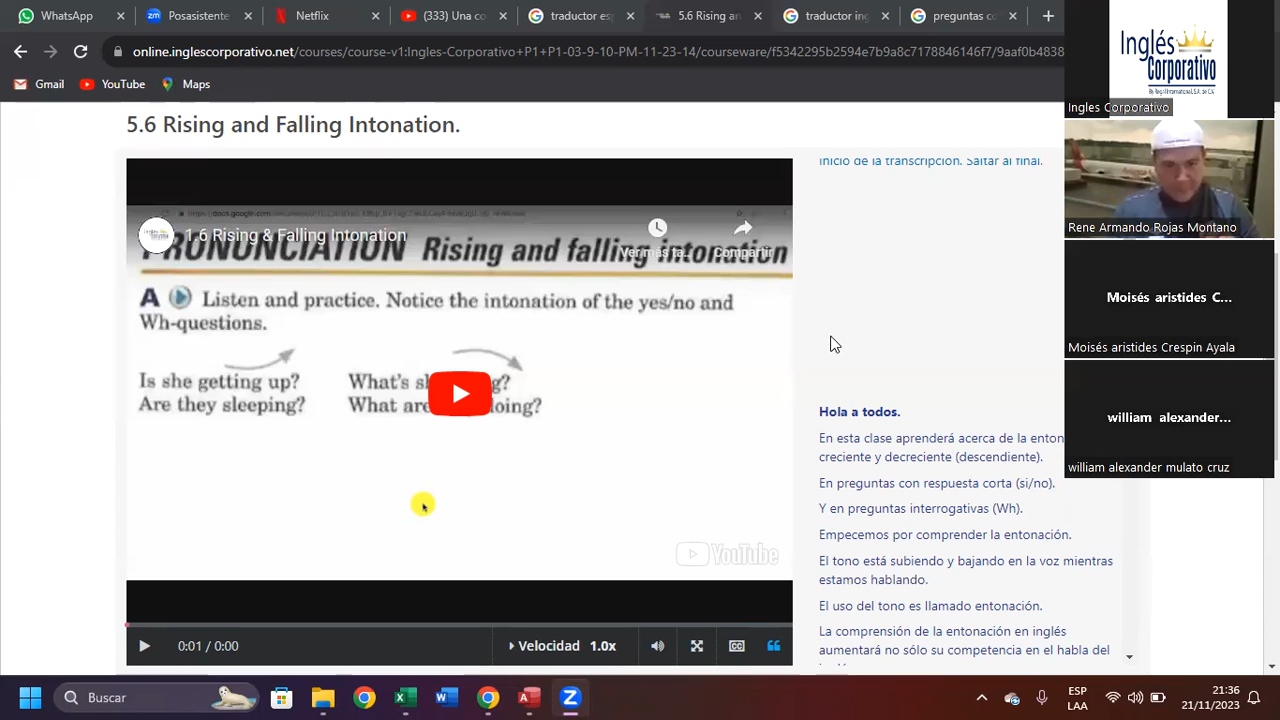 WhatsApp
Posasistente
Netflix
(333) Una co
traductor es
5.6 Rising an
traductor ing
preguntas co
online.inglescorporativo.net/courses/course-v1:Ingles-Corp
+P1+P1-03-9-10-PM-11-23-14/courseware/f5342295b2594e7b9a8c7178846146f7/9aaf0b4838
Gmail
YouTube
Maps
Inglés
Corporativo
Ingles Corporativo
Rene Armando Rojas Montano
Moisés aristides C...
Moisés aristides Crespin Ayala
william alexander...
william alexander mulato cruz
5.6 Rising and Falling Intonation.
1.6 Rising & Falling Intonation
Ver más ta...
Compartir
PRONUNCIATION Rising and falling intonation
A Listen and practice. Notice the intonation of the yes/no and
Wh-questions.
Is she getting up?
Are they sleeping?
What's
What are
doing?
YouTube
0:01 / 0:00
Velocidad 1.0x
CC
Inicio de la transcripción. Saltar al final.
Hola a todos.
En esta clase aprenderá acerca de la enton
creciente y decreciente (descendiente).
En preguntas con respuesta corta (si/no).
Y en preguntas interrogativas (Wh).
Empecemos por comprender la entonación.
El tono está subiendo y bajando en la voz mientras
estamos hablando.
El uso del tono es llamado entonación.
La comprensión de la entonación en inglés
aumentará no sólo su competencia en el habla del
Buscar
ESP
LAA
21:36
21/11/2023